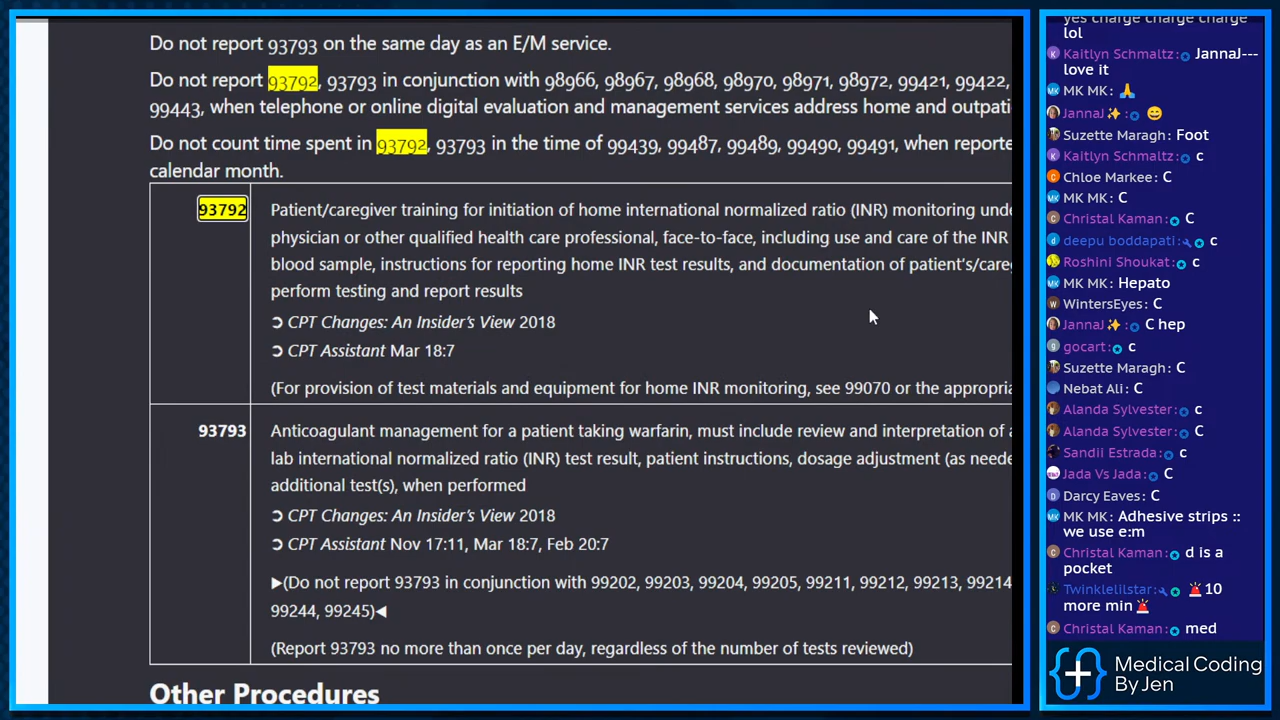 Do not report 93793 on the same day as an E/M service.
Do not report 93792, 93793 in conjunction with 98966, 98967, 98968, 98970, 98971, 98972, 99421, 99422,
99443, when telephone or online digital evaluation and management services address home and outpati
Do not count time spent in 93792, 93793 in the time of 99439, 99487, 99489, 99490, 99491, when reporte
calendar month.
93792
Patient/caregiver training for initiation of home international normalized ratio (INR) monitoring unde
physician or other qualified health care professional, face-to-face, including use and care of the INR
blood sample, instructions for reporting home INR test results, and documentation of patient's/careg
perform testing and report results
➲ CPT Changes: An Insider's View 2018
➲ CPT Assistant Mar 18:7
(For provision of test materials and equipment for home INR monitoring, see 99070 or the appropria
93793
Anticoagulant management for a patient taking warfarin, must include review and interpretation of a
lab international normalized ratio (INR) test result, patient instructions, dosage adjustment (as neede
additional test(s), when performed
➲ CPT Changes: An Insider's View 2018
➲ CPT Assistant Nov 17:11, Mar 18:7, Feb 20:7
▶(Do not report 93793 in conjunction with 99202, 99203, 99204, 99205, 99211, 99212, 99213, 99214
99244, 99245)◀
(Report 93793 no more than once per day, regardless of the number of tests reviewed)
Other Procedures
yes charge charge charge
lol
Kaitlyn Schmaltz: JannaJ---
love it
MK MK: 🙏
JannaJ✨: 😄
Suzette Maragh: Foot
Kaitlyn Schmaltz: c
Chloe Markee: C
MK MK: C
Christal Kaman: C
deepu boddapati: c
Roshini Shoukat: c
MK MK: Hepato
WintersEyes: C
JannaJ✨: C hep
gocart: c
Suzette Maragh: C
Nebat Ali: C
Alanda Sylvester: c
Alanda Sylvester: C
Sandii Estrada: c
Jada Vs Jada: C
Darcy Eaves: C
MK MK: Adhesive strips ::
we use e:m
Christal Kaman: d is a
pocket
Twinklelilstar: 🚨10
more min🚨
Christal Kaman: med
Medical Coding
By Jen